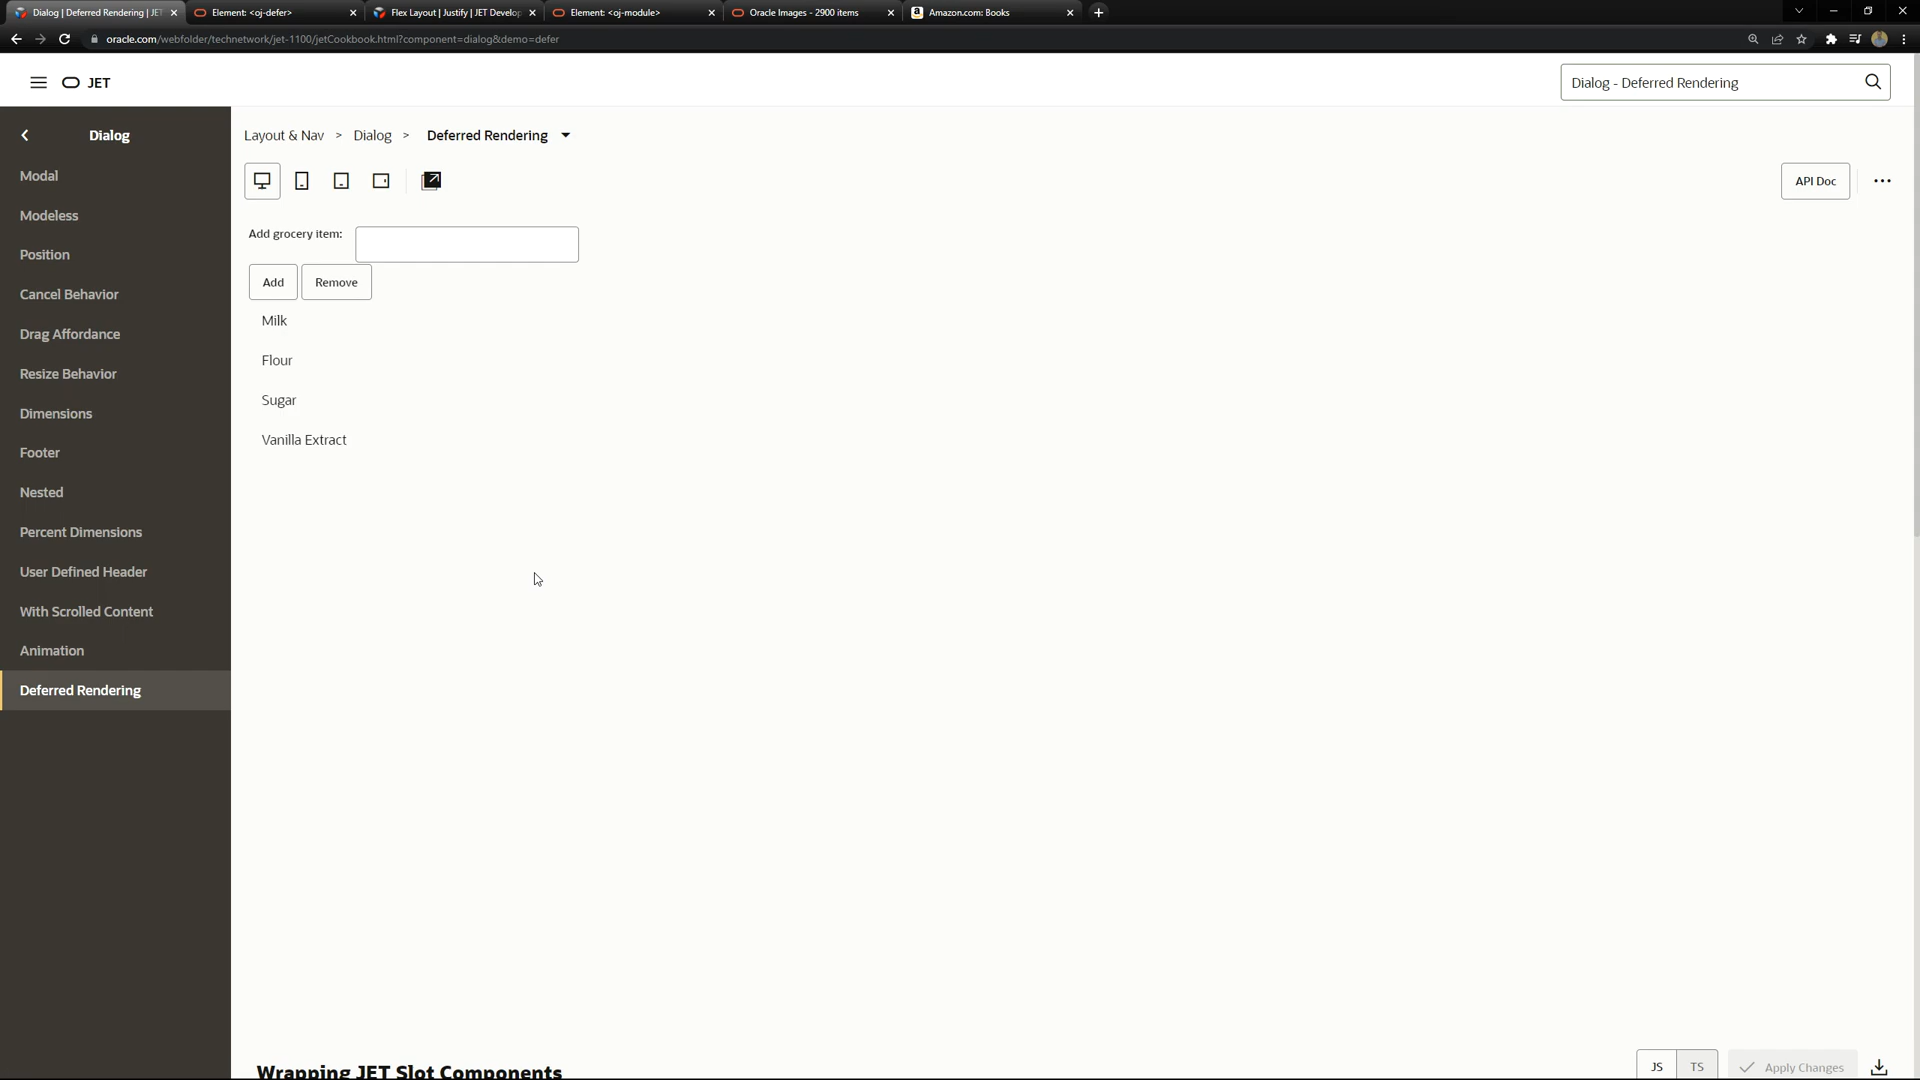 Dialog | Deferred Rendering | JET
Element: <oj-defer>
Flex Layout | Justify | JET Develop
Element: <oj-module>
Oracle Images - 2900 items
Amazon.com: Books
oracle.com/webfolder/technetwork/jet-1100/jetCookbook.html?component=dialog&demo=defer
JET
Dialog - Deferred Rendering
Dialog
Layout & Nav > Dialog > Deferred Rendering
Modal
Modeless
Position
Cancel Behavior
Drag Affordance
Resize Behavior
Dimensions
Footer
Nested
Percent Dimensions
User Defined Header
With Scrolled Content
Animation
Deferred Rendering
API Doc
Add grocery item:
Add
Remove
Milk
Flour
Sugar
Vanilla Extract
Wrapping JET Slot Components
JS
TS
Apply Changes